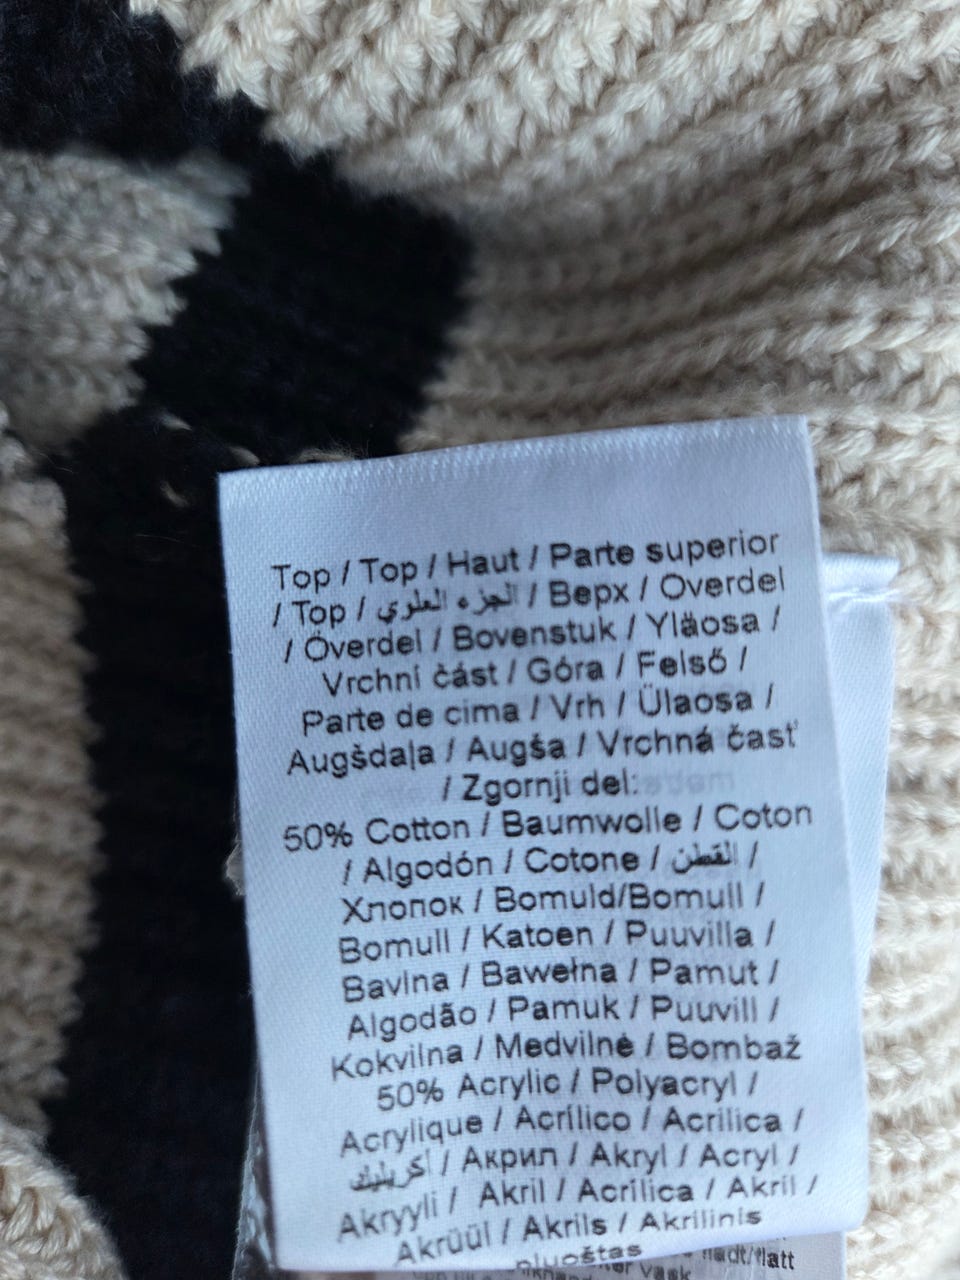 Top / Top / Haut / Parte superior
/ Top / الجزء العلوي / Верх / Overdel
/ Överdel / Bovenstuk / Yläosa /
Vrchní část / Góra / Felső /
Parte de cima / Vrh / Ülaosa /
Augšdaļa / Augša / Vrchná časť
/ Zgornji del:
50% Cotton / Baumwolle / Coton
/ Algodón / Cotone / القطن /
Хлопок / Bomuld/Bomull /
Bomull / Katoen / Puuvilla /
Bavlna / Bawełna / Pamut /
Algodão / Pamuk / Puuvill /
Kokvilna / Medvilnė / Bombaž
50% Acrylic / Polyacryl /
Acrylique / Acrílico / Acrilica /
أكريليك / Акрил / Akryl / Acryl /
Akryyli / Akril / Acrílica / Akril /
Akrüül / Akrils / Akrilinis
pluoštas
vask